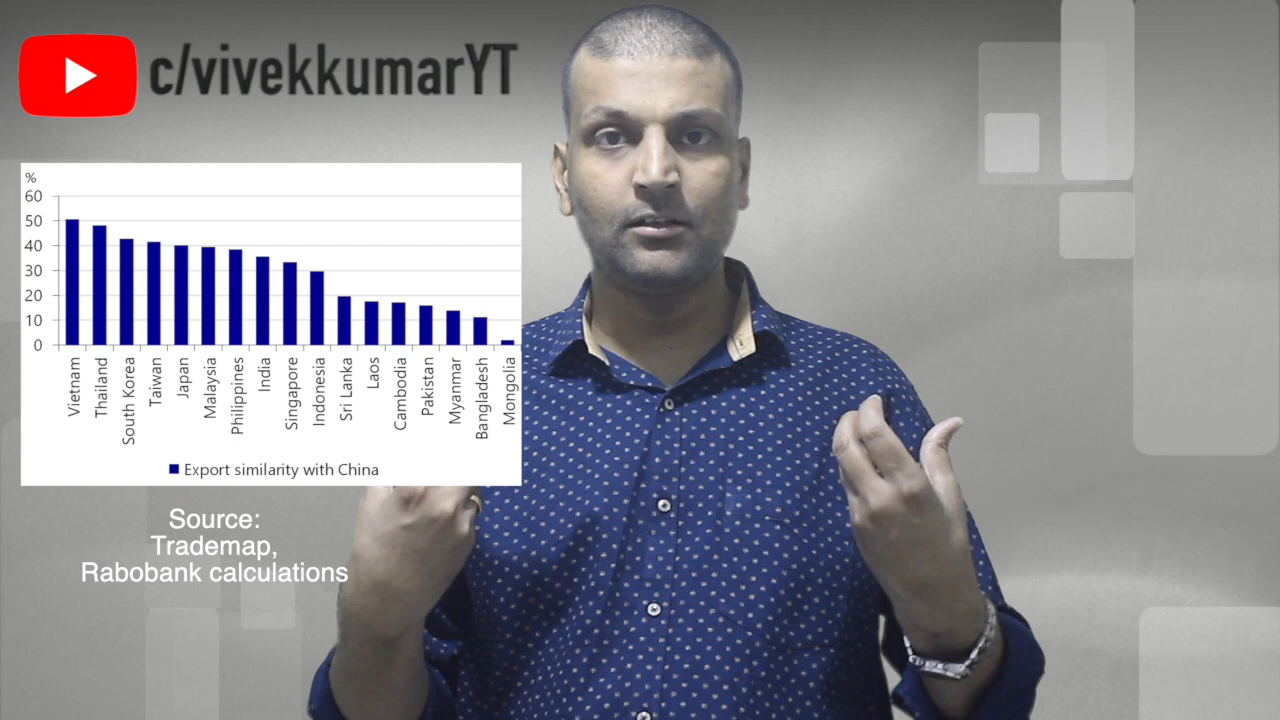 c/vivekkumarYT
%
60
50
40
30
20
10
0
Vietnam
Thailand
South Korea
Taiwan
Japan
Malaysia
Philippines
India
Singapore
Indonesia
Sri Lanka
Laos
Cambodia
Pakistan
Myanmar
Bangladesh
Mongolia
Export similarity with China
Source:
Trademap,
Rabobank calculations